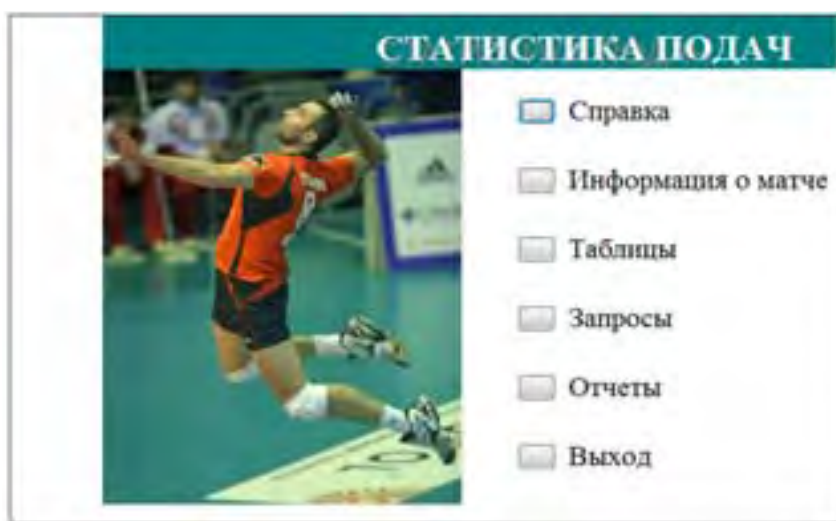 СТАТИСТИКА ПОДАЧ
Справка
Информация о матче
Таблицы
Запросы
Отчеты
Выход